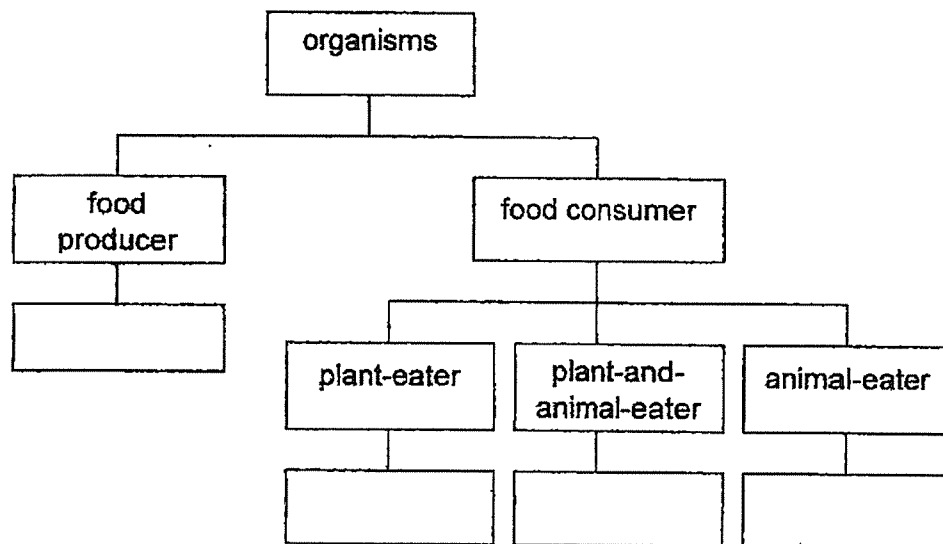 organisms
food
producer
food consumer
plant-eater
plant-and-
animal-eater
animal-eater